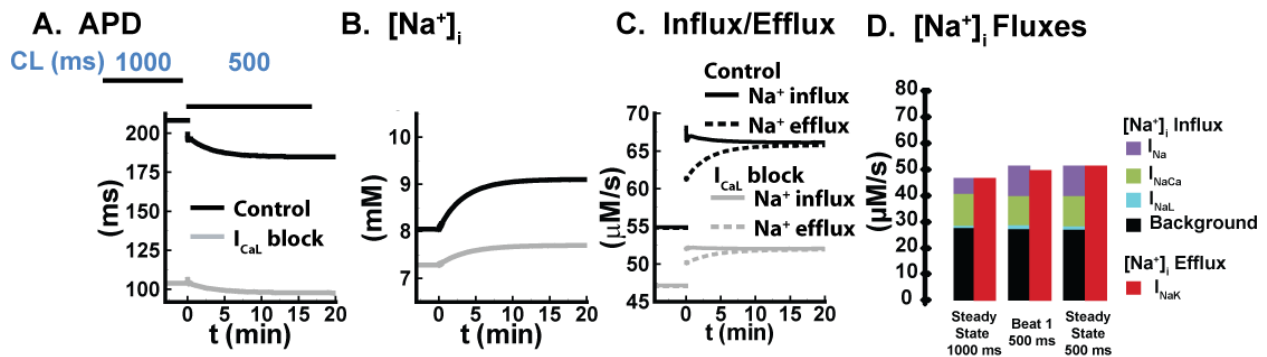 A. APD
CL (ms) 1000 500
200
175
150
125
100
(ms)
Control
I_CaL block
0 5 10 15 20
t (min)
B. [Na+]i
10
9
8
7
(mM)
0 5 10 15 20
t (min)
C. Influx/Efflux
Control
Na+ influx
Na+ efflux
I_CaL block
Na+ influx
Na+ efflux
70
65
60
55
50
45
(μM/s)
0 5 10 15 20
t (min)
D. [Na+]i Fluxes
80
70
60
50
40
30
20
10
0
(μM/s)
Steady
State
1000 ms
Beat 1
500 ms
Steady
State
500 ms
[Na+]i Influx
I_Na
I_NaCa
I_NaL
Background
[Na+]i Efflux
I_NaK